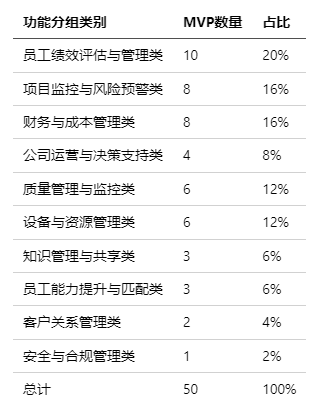 功能分组类别 MVP数量 占比
员工绩效评估与管理类 10 20%
项目监控与风险预警类 8 16%
财务与成本管理类 8 16%
公司运营与决策支持类 4 8%
质量管理与监控类 6 12%
设备与资源管理类 6 12%
知识管理与共享类 3 6%
员工能力提升与匹配类 3 6%
客户关系管理类 2 4%
安全与合规管理类 1 2%
总计 50 100%